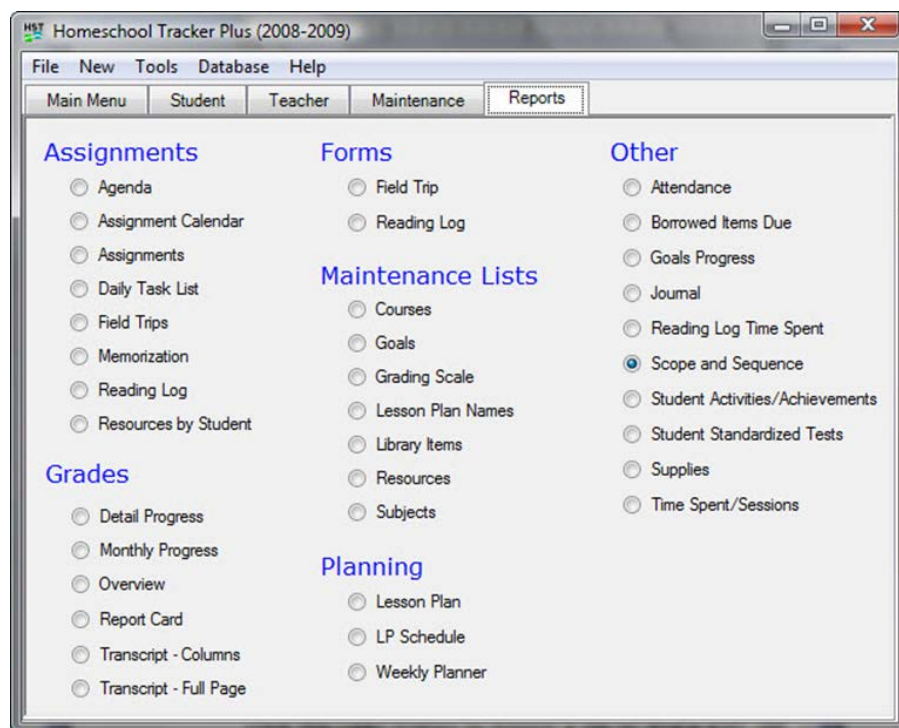 HST Homeschool Tracker Plus (2008-2009)
File New Tools Database Help
Main Menu Student Teacher Maintenance Reports
Assignments
Agenda
Assignment Calendar
Assignments
Daily Task List
Field Trips
Memorization
Reading Log
Resources by Student
Grades
Detail Progress
Monthly Progress
Overview
Report Card
Transcript - Columns
Transcript - Full Page
Forms
Field Trip
Reading Log
Maintenance Lists
Courses
Goals
Grading Scale
Lesson Plan Names
Library Items
Resources
Subjects
Planning
Lesson Plan
LP Schedule
Weekly Planner
Other
Attendance
Borrowed Items Due
Goals Progress
Journal
Reading Log Time Spent
Scope and Sequence
Student Activities/Achievements
Student Standardized Tests
Supplies
Time Spent/Sessions